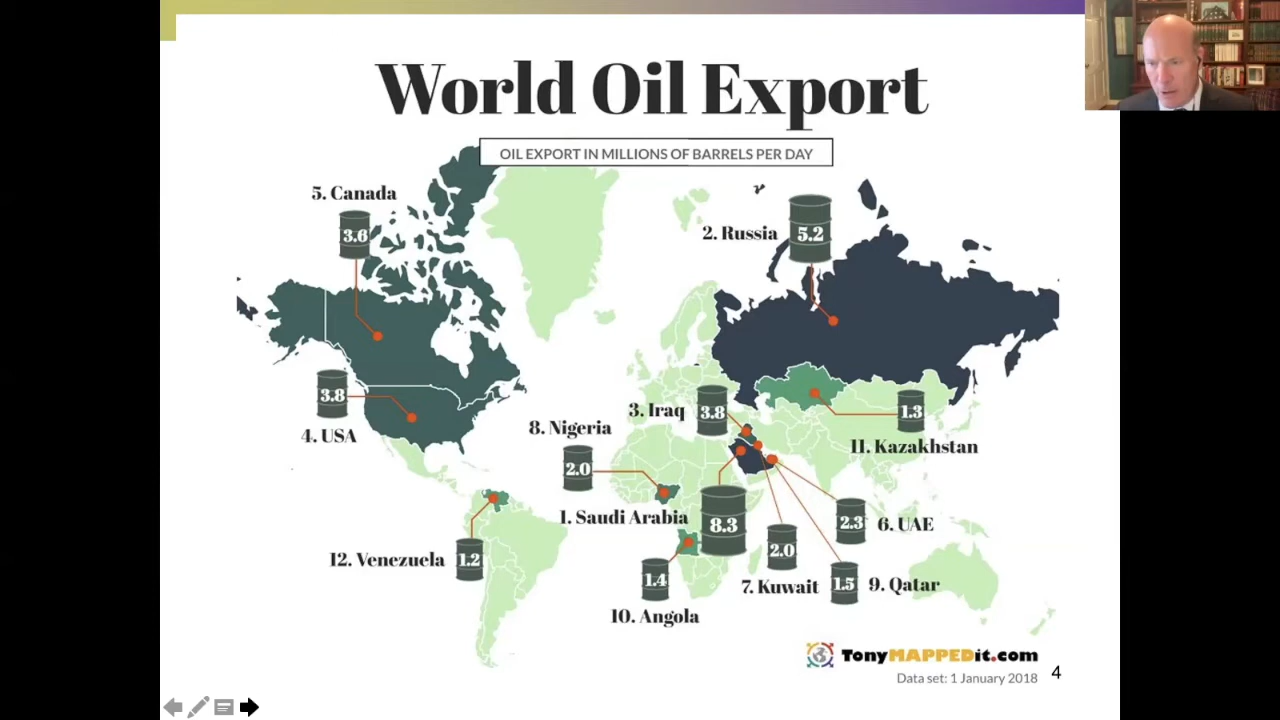 World Oil Export
OIL EXPORT IN MILLIONS OF BARRELS PER DAY
5. Canada
3.6
2. Russia
5.2
3.8
4. USA
3. Iraq
3.8
1.3
11. Kazakhstan
8. Nigeria
2.0
1. Saudi Arabia
8.3
2.3
6. UAE
12. Venezuela
1.2
1.4
10. Angola
2.0
7. Kuwait
1.5
9. Qatar
TonyMAPPEDit.com
Data set: 1 January 2018
4